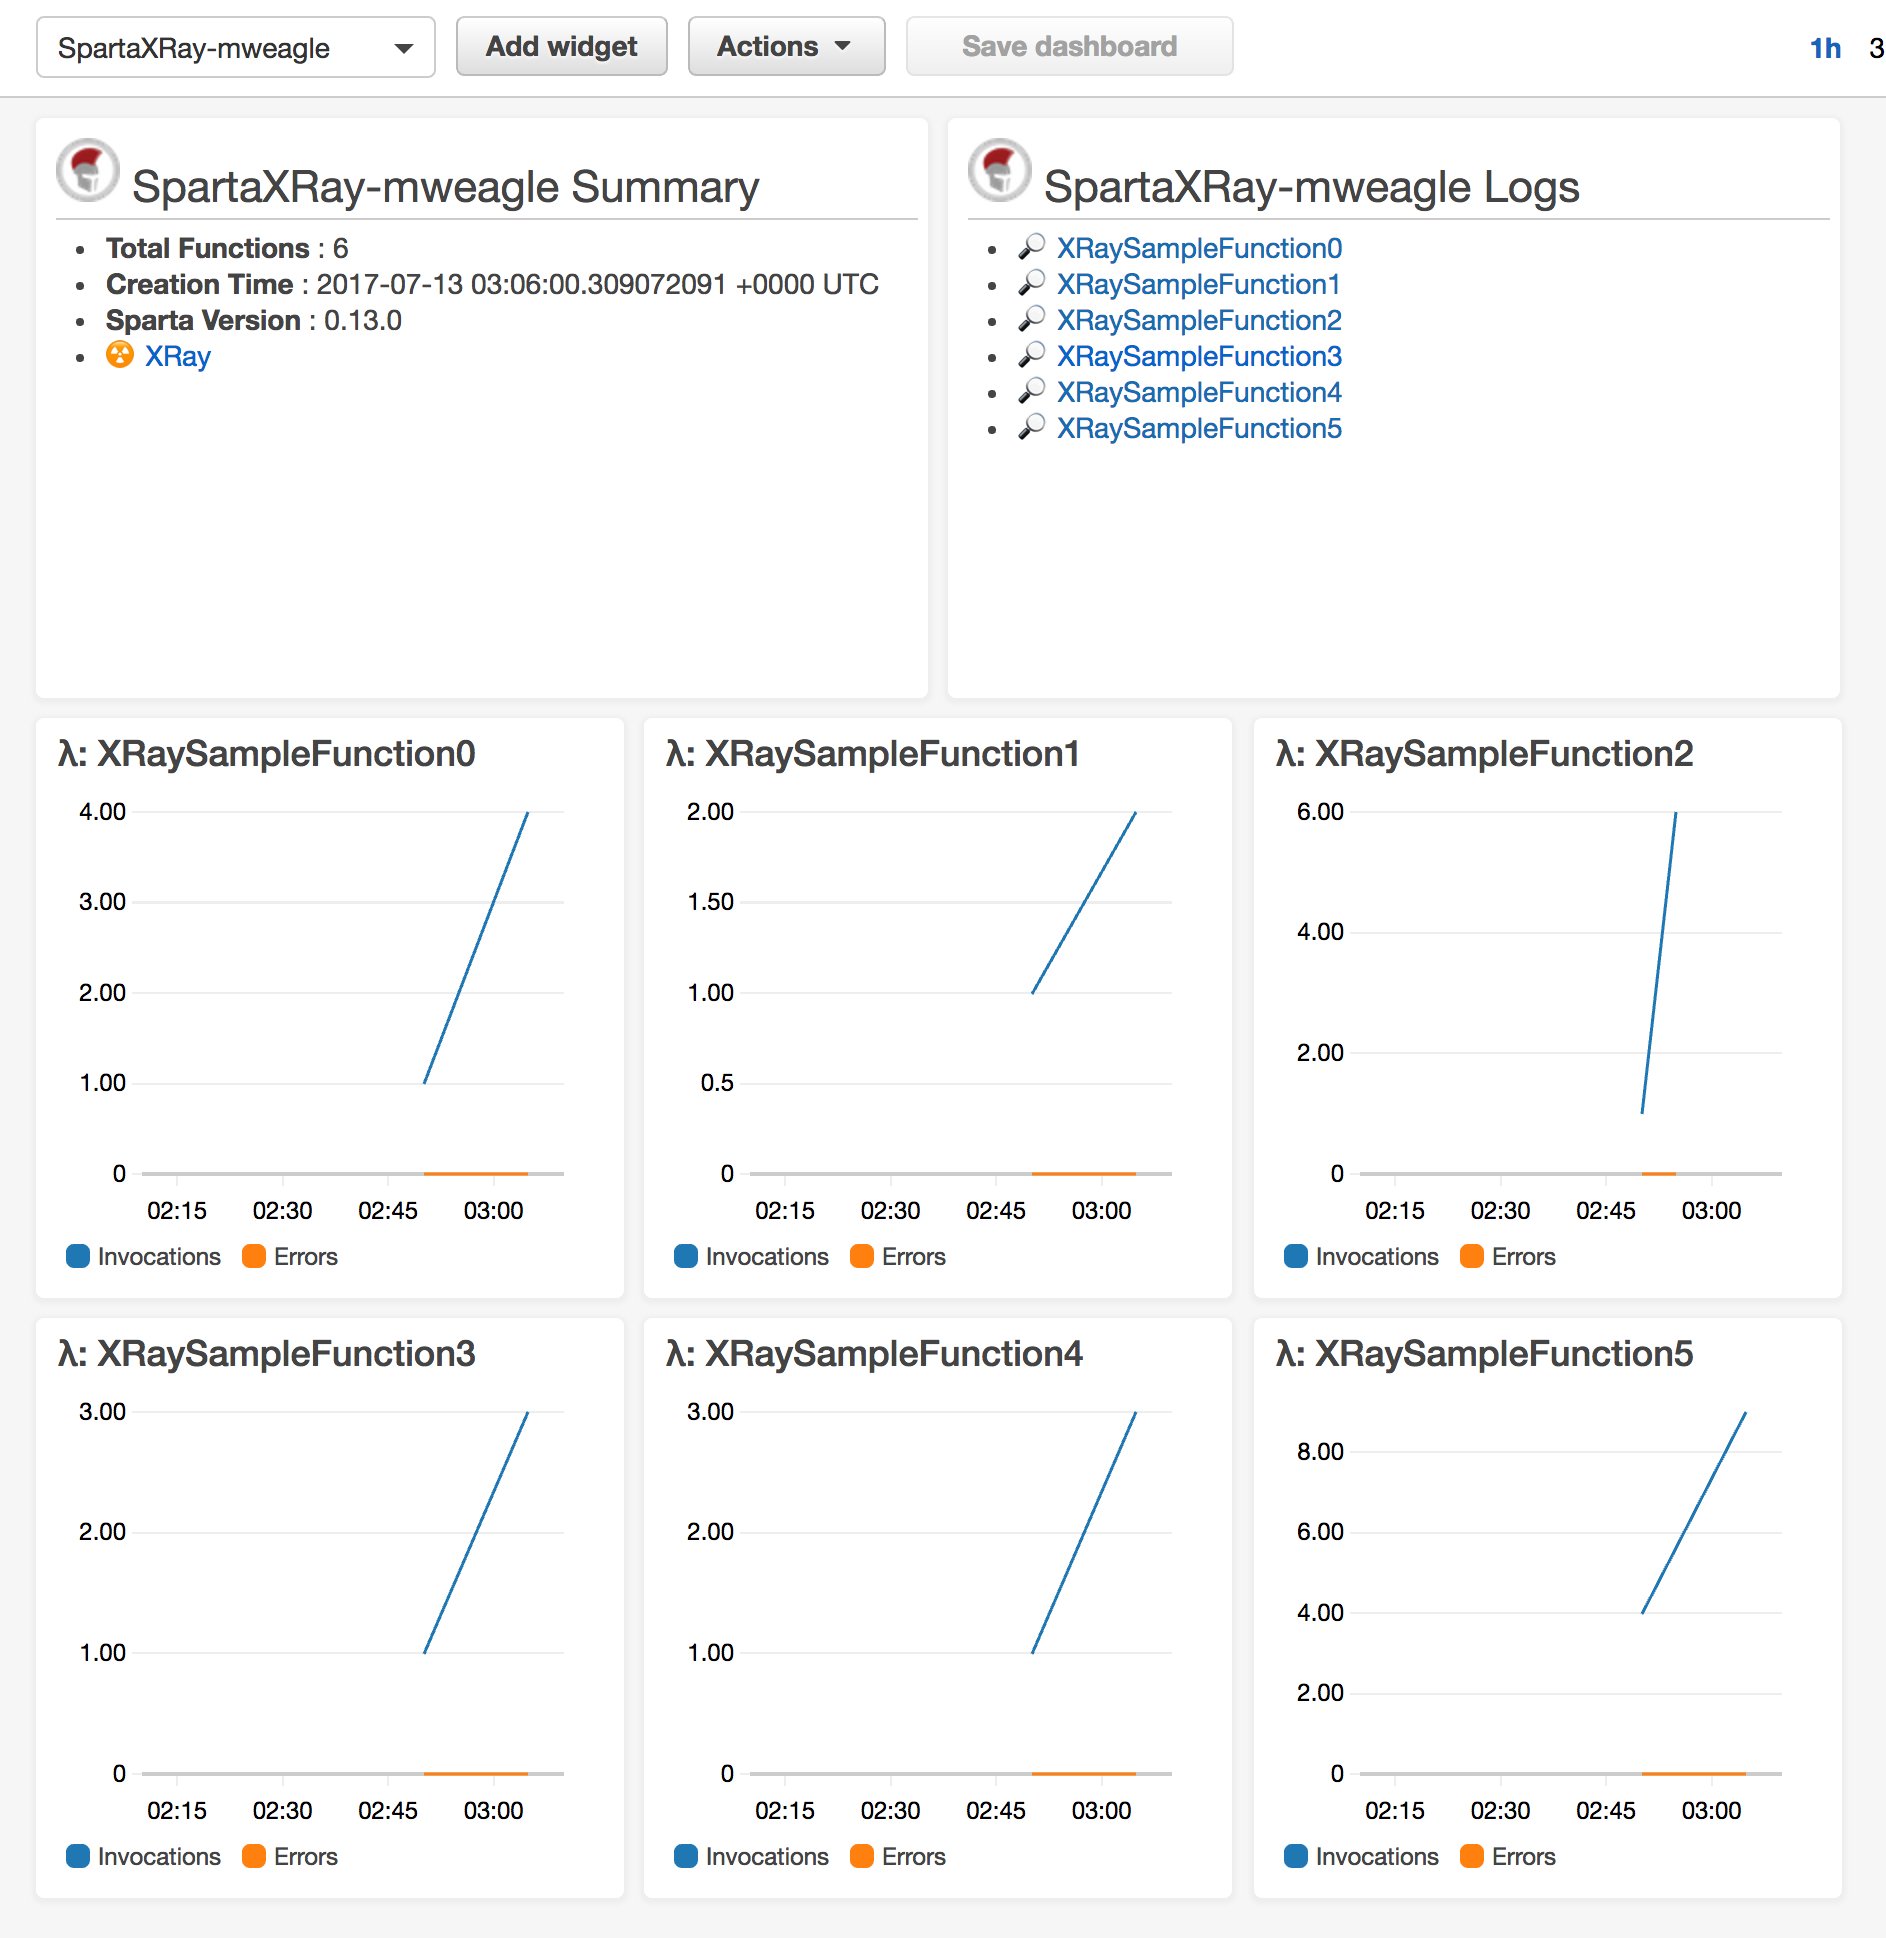 SpartaXRay-mweagle Add widget Actions Save dashboard 1h 3
SpartaXRay-mweagle Summary
Total Functions : 6
Creation Time : 2017-07-13 03:06:00.309072091 +0000 UTC
Sparta Version : 0.13.0
XRay
SpartaXRay-mweagle Logs
XRaySampleFunction0
XRaySampleFunction1
XRaySampleFunction2
XRaySampleFunction3
XRaySampleFunction4
XRaySampleFunction5
λ: XRaySampleFunction0
4.00
3.00
2.00
1.00
0
02:15 02:30 02:45 03:00
Invocations Errors
λ: XRaySampleFunction1
2.00
1.50
1.00
0.5
0
02:15 02:30 02:45 03:00
Invocations Errors
λ: XRaySampleFunction2
6.00
4.00
2.00
0
02:15 02:30 02:45 03:00
Invocations Errors
λ: XRaySampleFunction3
3.00
2.00
1.00
0
02:15 02:30 02:45 03:00
Invocations Errors
λ: XRaySampleFunction4
3.00
2.00
1.00
0
02:15 02:30 02:45 03:00
Invocations Errors
λ: XRaySampleFunction5
8.00
6.00
4.00
2.00
0
02:15 02:30 02:45 03:00
Invocations Errors